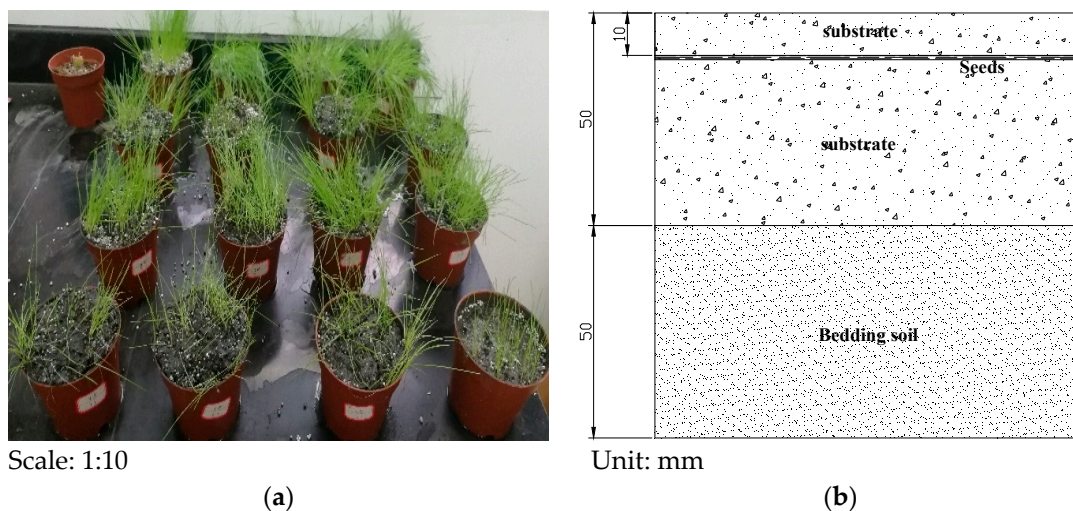 10
substrate
Seeds
50
substrate
50
Bedding soil
Scale: 1:10
Unit: mm
(a)
(b)